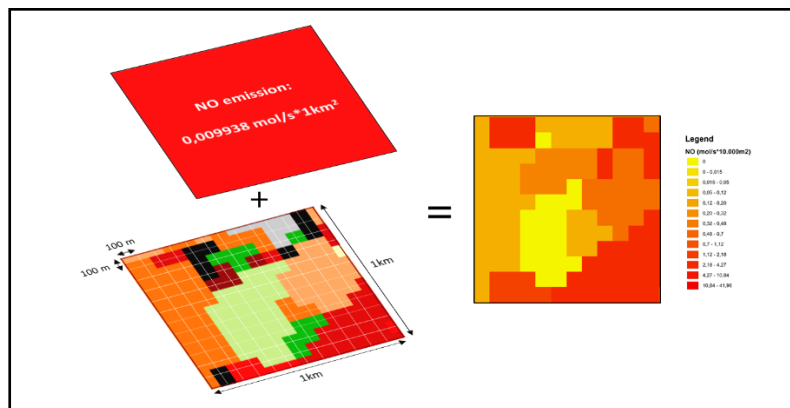 NO emission:
0,009938 mol/s*1km²
+
100 m
100 m
1km
1km
=
Legend
NO (mol/s*10.000m2)
0
0 - 0,015
0,016 - 0,05
0,05 - 0,12
0,12 - 0,20
0,20 - 0,32
0,32 - 0,48
0,48 - 0,7
0,7 - 1,12
1,12 - 2,18
2,18 - 4,27
4,27 - 10,84
10,84 - 41,96